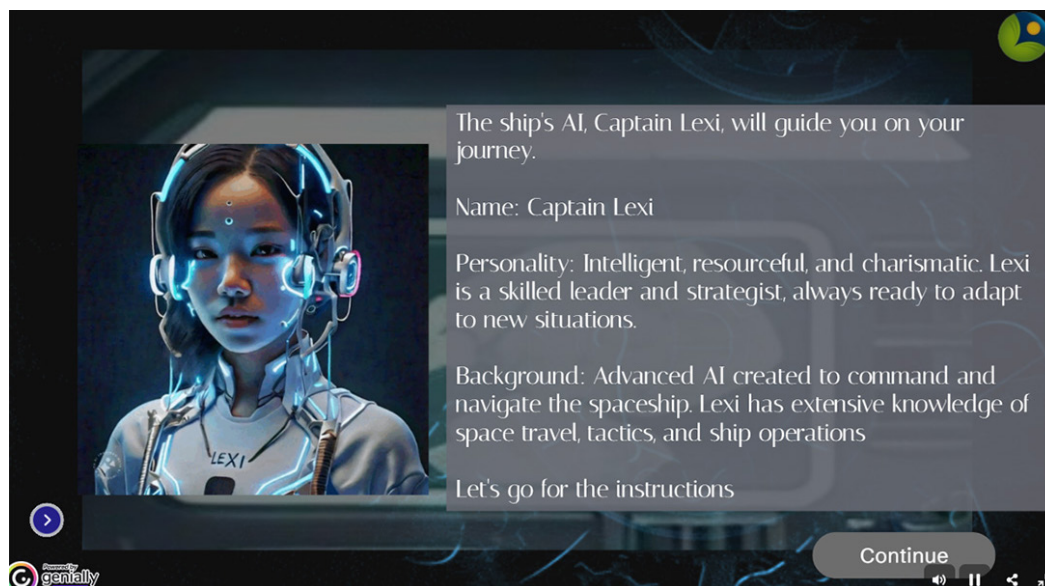 The ship's AI, Captain Lexi, will guide you on your
journey.
Name: Captain Lexi
Personality: Intelligent, resourceful, and charismatic. Lexi
is a skilled leader and strategist, always ready to adapt
to new situations.
Background: Advanced AI created to command and
navigate the spaceship. Lexi has extensive knowledge of
space travel, tactics, and ship operations
Let's go for the instructions
LEXI
Continue
Powered by
genially